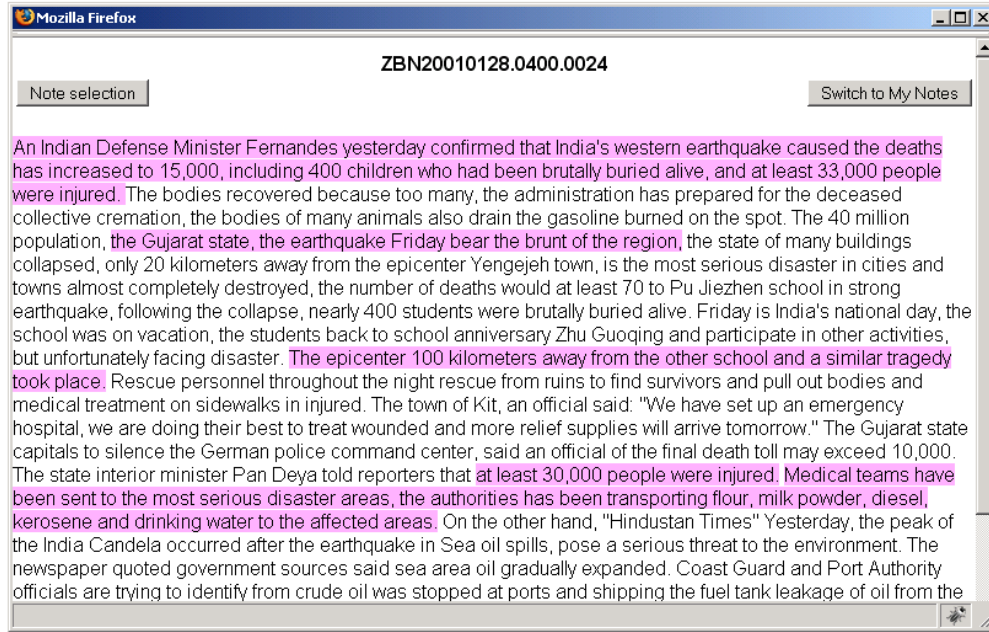 Mozilla Firefox
ZBN20010128.0400.0024
Note selection
Switch to My Notes
An Indian Defense Minister Fernandes yesterday confirmed that India's western earthquake caused the deaths
has increased to 15,000, including 400 children who had been brutally buried alive, and at least 33,000 people
were injured. The bodies recovered because too many, the administration has prepared for the deceased
collective cremation, the bodies of many animals also drain the gasoline burned on the spot. The 40 million
population, the Gujarat state, the earthquake Friday bear the brunt of the region, the state of many buildings
collapsed, only 20 kilometers away from the epicenter Yengejeh town, is the most serious disaster in cities and
towns almost completely destroyed, the number of deaths would at least 70 to Pu Jiezhen school in strong
earthquake, following the collapse, nearly 400 students were brutally buried alive. Friday is India's national day, the
school was on vacation, the students back to school anniversary Zhu Guoqing and participate in other activities,
but unfortunately facing disaster. The epicenter 100 kilometers away from the other school and a similar tragedy
took place. Rescue personnel throughout the night rescue from ruins to find survivors and pull out bodies and
medical treatment on sidewalks in injured. The town of Kit, an official said: "We have set up an emergency
hospital, we are doing their best to treat wounded and more relief supplies will arrive tomorrow." The Gujarat state
capitals to silence the German police command center, said an official of the final death toll may exceed 10,000.
The state interior minister Pan Deya told reporters that at least 30,000 people were injured. Medical teams have
been sent to the most serious disaster areas, the authorities has been transporting flour, milk powder, diesel,
kerosene and drinking water to the affected areas. On the other hand, "Hindustan Times" Yesterday, the peak of
the India Candela occurred after the earthquake in Sea oil spills, pose a serious threat to the environment. The
newspaper quoted government sources said sea area oil gradually expanded. Coast Guard and Port Authority
officials are trying to identify from crude oil was stopped at ports and shipping the fuel tank leakage of oil from the